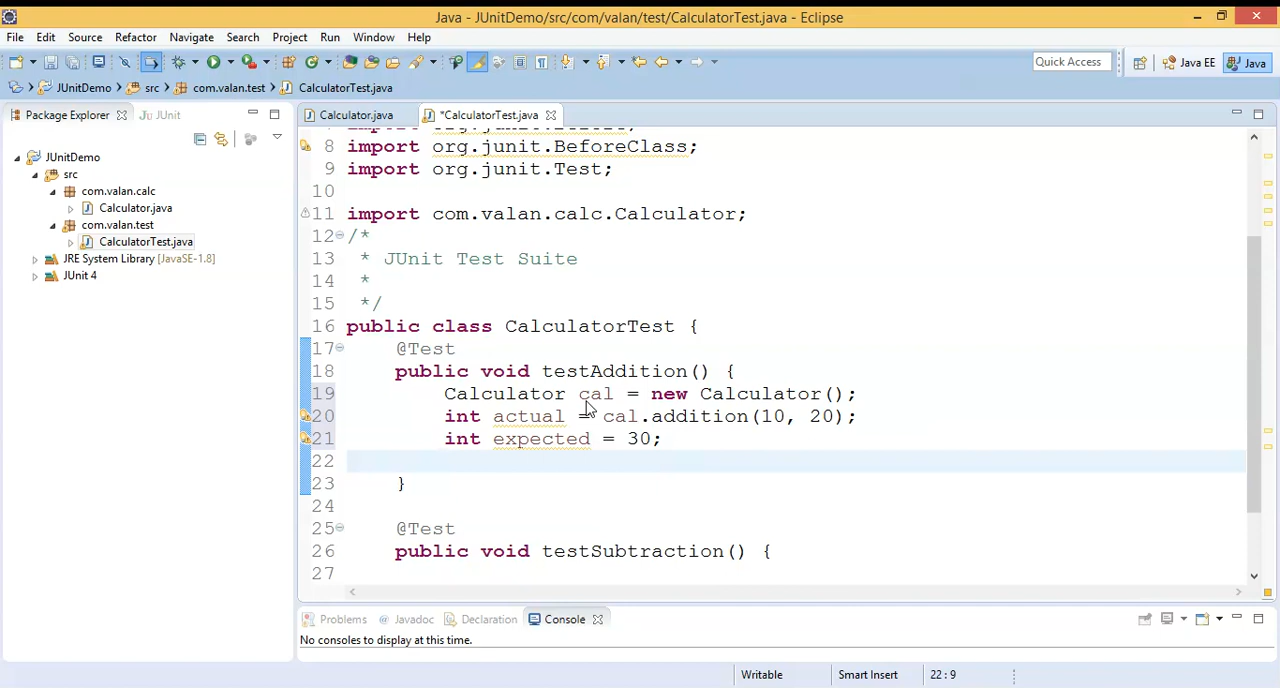 Java - JUnitDemo/src/com/valan/test/CalculatorTest.java - Eclipse
File Edit Source Refactor Navigate Search Project Run Window Help
Quick Access Java EE Java
JUnitDemo src com.valan.test CalculatorTest.java
Package Explorer JUnit
Calculator.java *CalculatorTest.java
JUnitDemo
src
com.valan.calc
Calculator.java
com.valan.test
CalculatorTest.java
JRE System Library [JavaSE-1.8]
JUnit 4
8 import org.junit.BeforeClass;
9 import org.junit.Test;
10
11 import com.valan.calc.Calculator;
12 /*
13 * JUnit Test Suite
14 *
15 */
16 public class CalculatorTest {
17 @Test
18 public void testAddition() {
19 Calculator cal = new Calculator();
20 int actual = cal.addition(10, 20);
21 int expected = 30;
22
23 }
24
25 @Test
26 public void testSubtraction() {
27
Problems @ Javadoc Declaration Console
No consoles to display at this time.
Writable Smart Insert 22 : 9